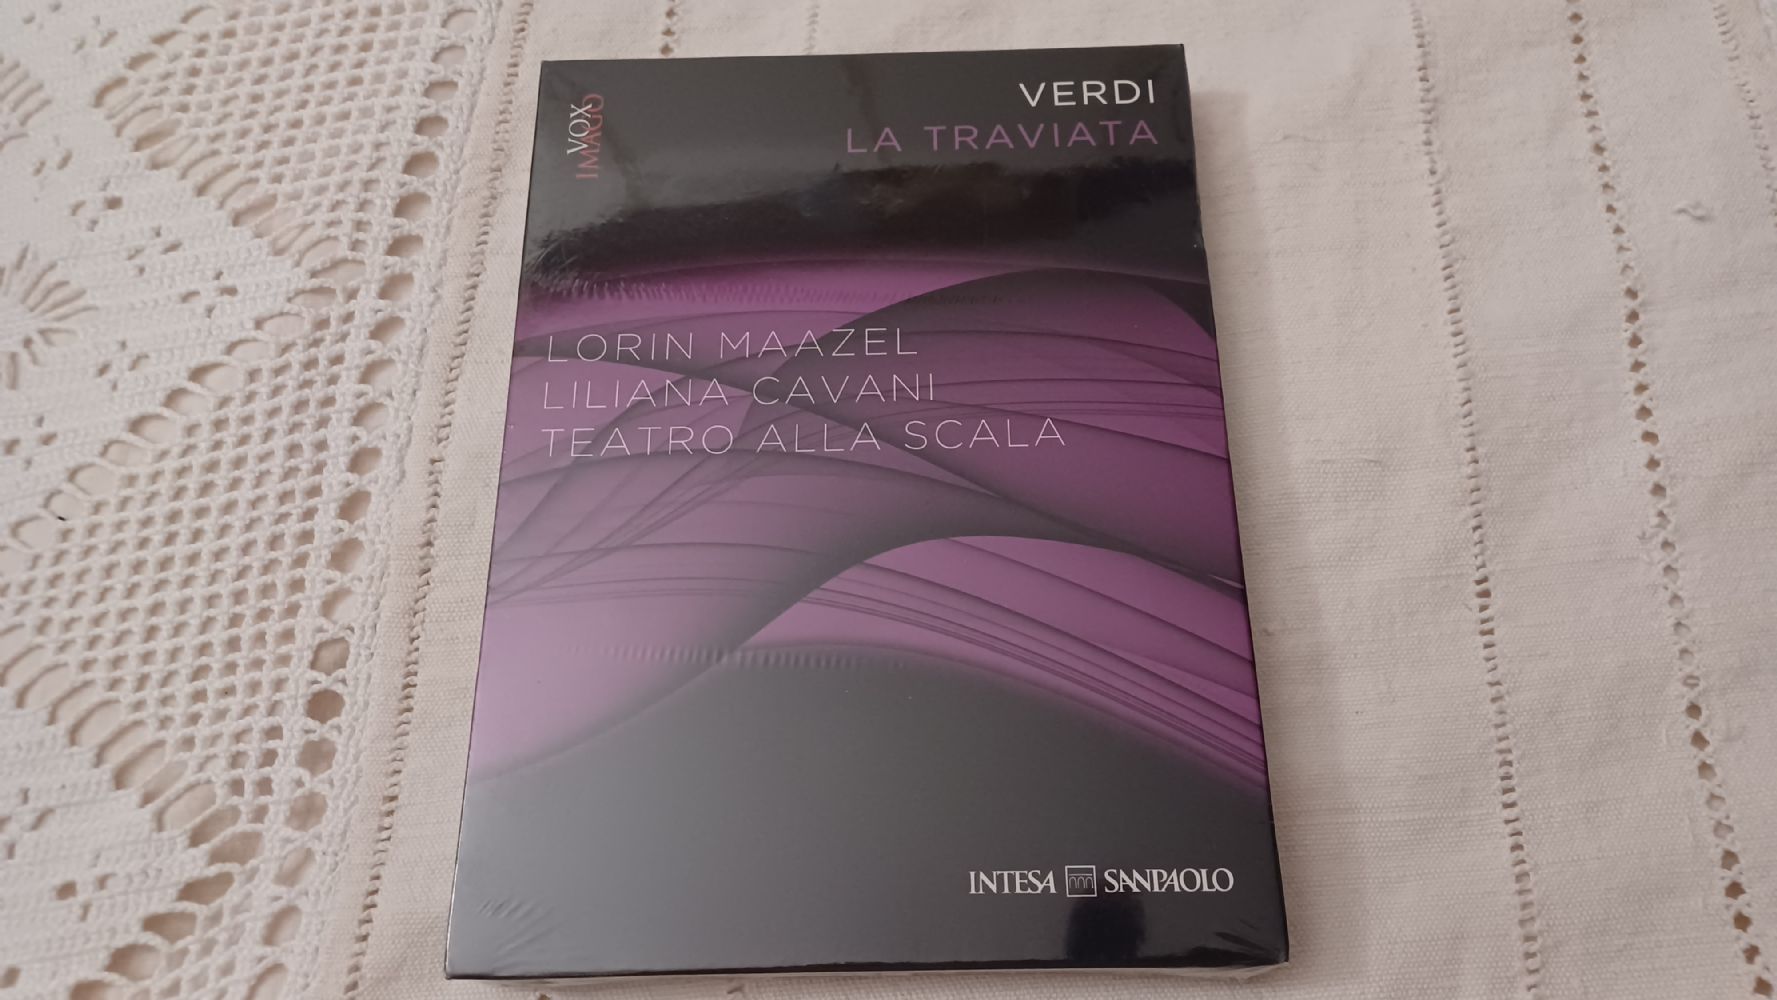 VOX
IMAGO
VERDI
LA TRAVIATA
LORIN MAAZEL
LILIANA CAVANI
TEATRO ALLA SCALA
INTESA SANPAOLO